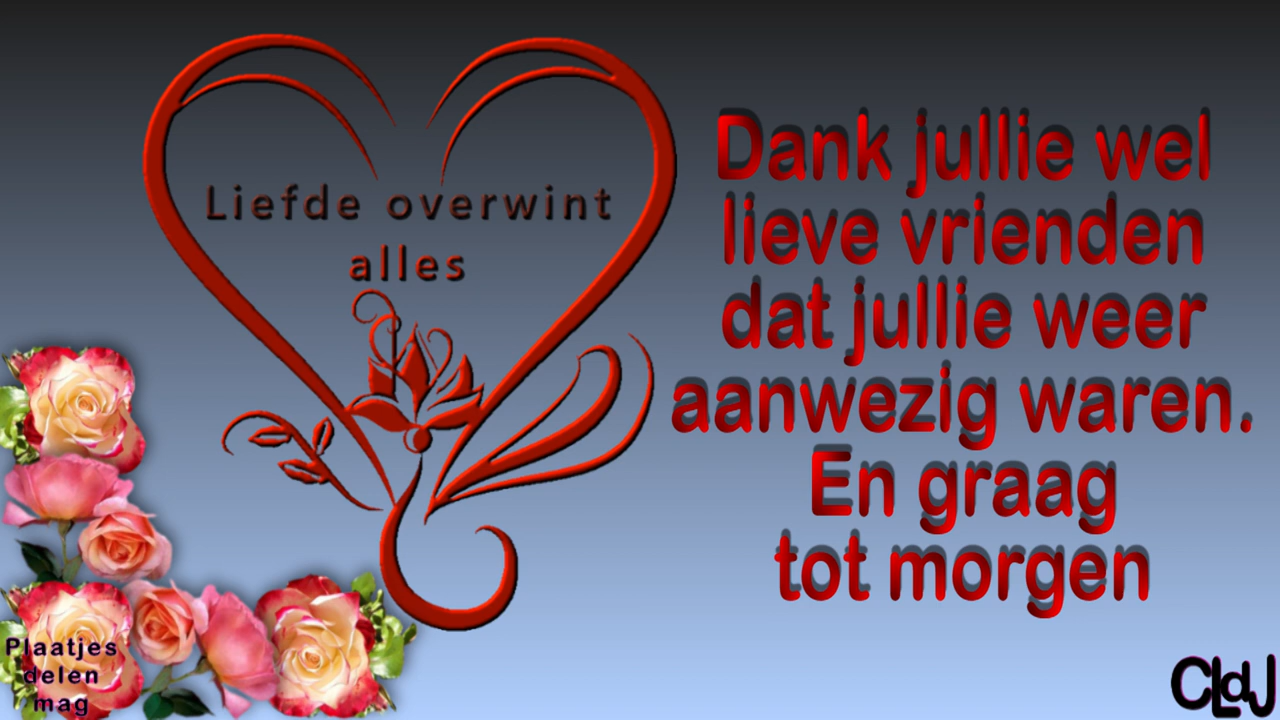 Liefde overwint
alles
Dank jullie wel
lieve vrienden
dat jullie weer
aanwezig waren.
En graag
tot morgen
Plaatjes
delen
mag
CLdJ